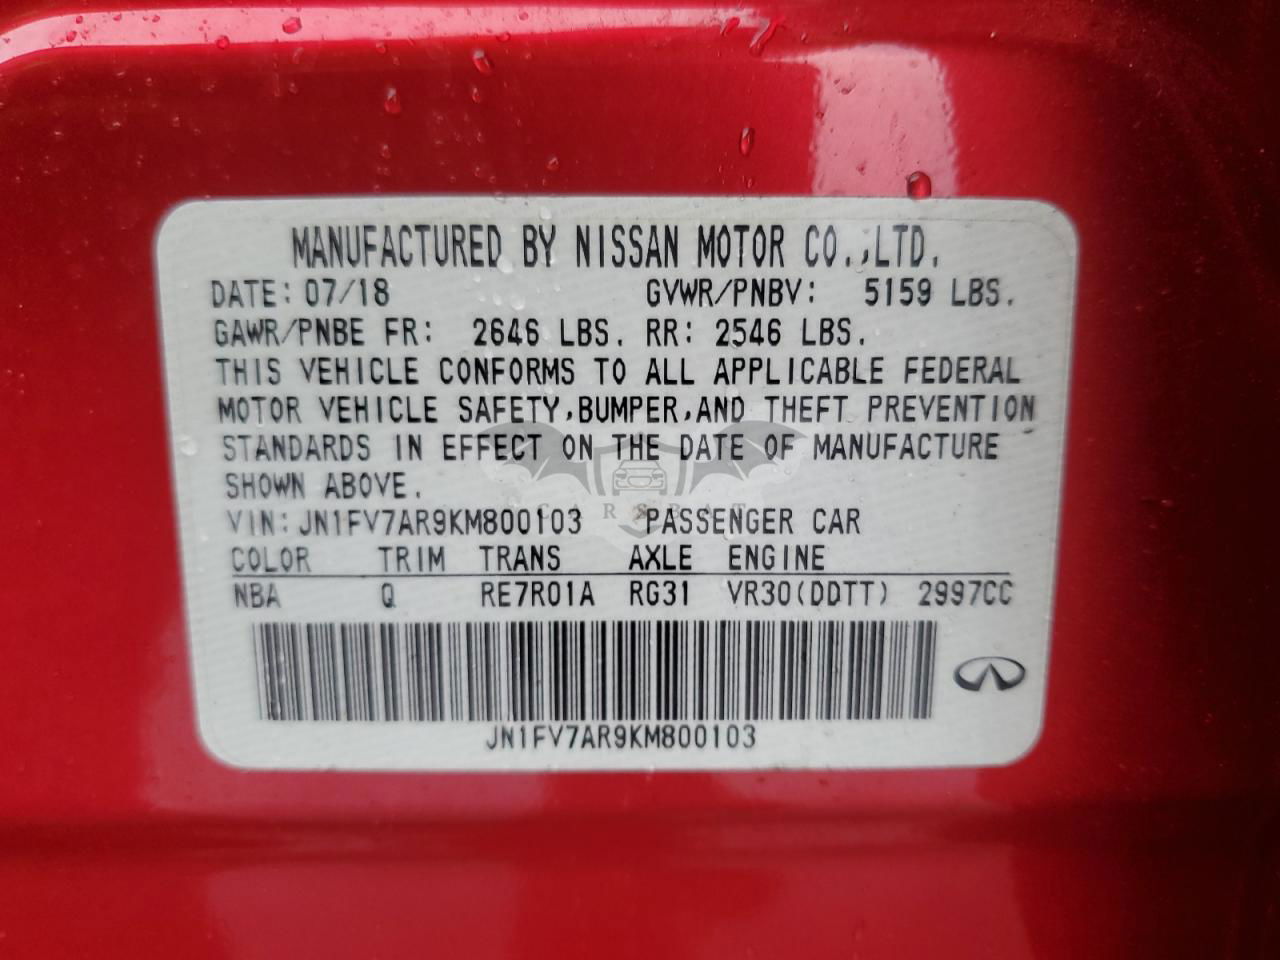 MANUFACTURED BY NISSAN MOTOR CO.,LTD.
DATE: 07/18 GVWR/PNBV: 5159 LBS.
GAWR/PNBE FR: 2646 LBS. RR: 2546 LBS.
THIS VEHICLE CONFORMS TO ALL APPLICABLE FEDERAL
MOTOR VEHICLE SAFETY,BUMPER,AND THEFT PREVENTION
STANDARDS IN EFFECT ON THE DATE OF MANUFACTURE
SHOWN ABOVE.
CARSBAT
VIN: JN1FV7AR9KM800103 PASSENGER CAR
COLOR TRIM TRANS AXLE ENGINE
NBA Q RE7R01A RG31 VR30(DDTT) 2997CC
JN1FV7AR9KM800103